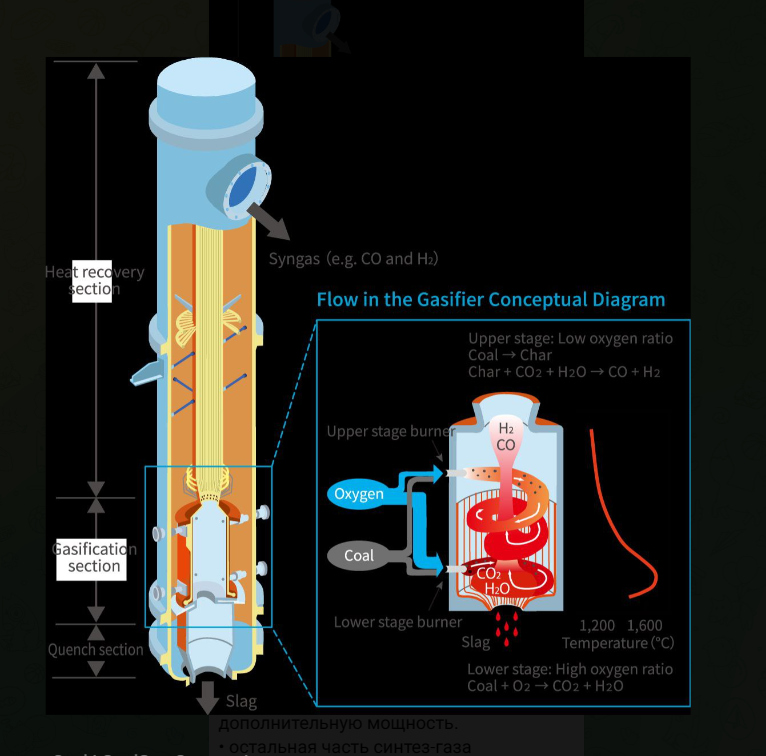 Heat recovery
section
Syngas (e.g. CO and H₂)
Flow in the Gasifier Conceptual Diagram
Upper stage: Low oxygen ratio
Coal → Char
Char + CO₂ + H₂O → CO + H₂
Upper stage burner
H₂
CO
Oxygen
Gasification
section
Coal
CO₂
H₂O
Lower stage burner
Slag
1,200 1,600
Temperature (°C)
Quench section
Lower stage: High oxygen ratio
Coal + O₂ → CO₂ + H₂O
Slag
дополнительную мощность.
• остальная часть синтез-газа